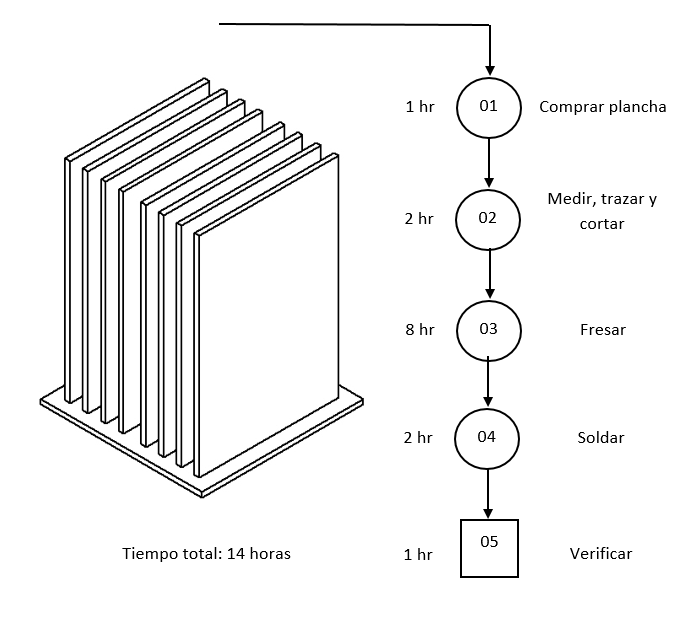 1 hr
01
Comprar plancha
2 hr
02
Medir, trazar y
cortar
8 hr
03
Fresar
2 hr
04
Soldar
Tiempo total: 14 horas
1 hr
05
Verificar